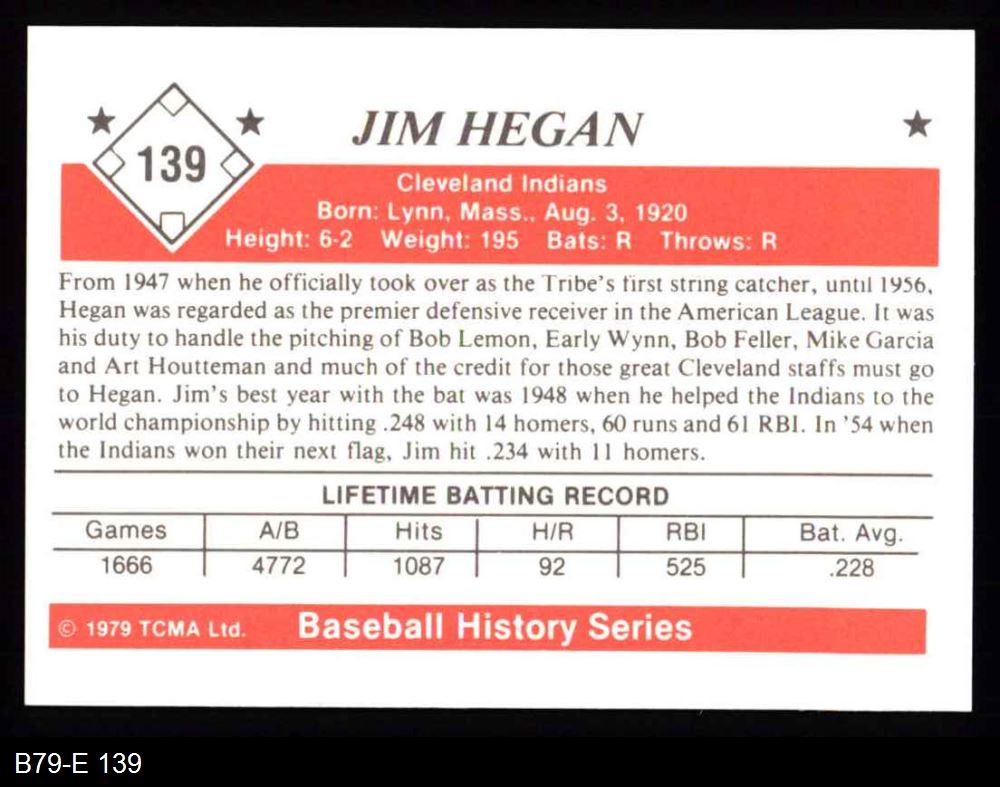 139
JIM HEGAN
Cleveland Indians
Born: Lynn, Mass., Aug. 3, 1920
Height: 6-2 Weight: 195 Bats: R Throws: R
From 1947 when he officially took over as the Tribe's first string catcher, until 1956,
Hegan was regarded as the premier defensive receiver in the American League. It was
his duty to handle the pitching of Bob Lemon, Early Wynn, Bob Feller, Mike Garcia
and Art Houtteman and much of the credit for those great Cleveland staffs must go
to Hegan. Jim's best year with the bat was 1948 when he helped the Indians to the
world championship by hitting .248 with 14 homers, 60 runs and 61 RBI. In '54 when
the Indians won their next flag, Jim hit .234 with 11 homers.
LIFETIME BATTING RECORD
Games A/B Hits H/R RBI Bat. Avg.
1666 4772 1087 92 525 .228
© 1979 TCMA Ltd. Baseball History Series
B79-E 139